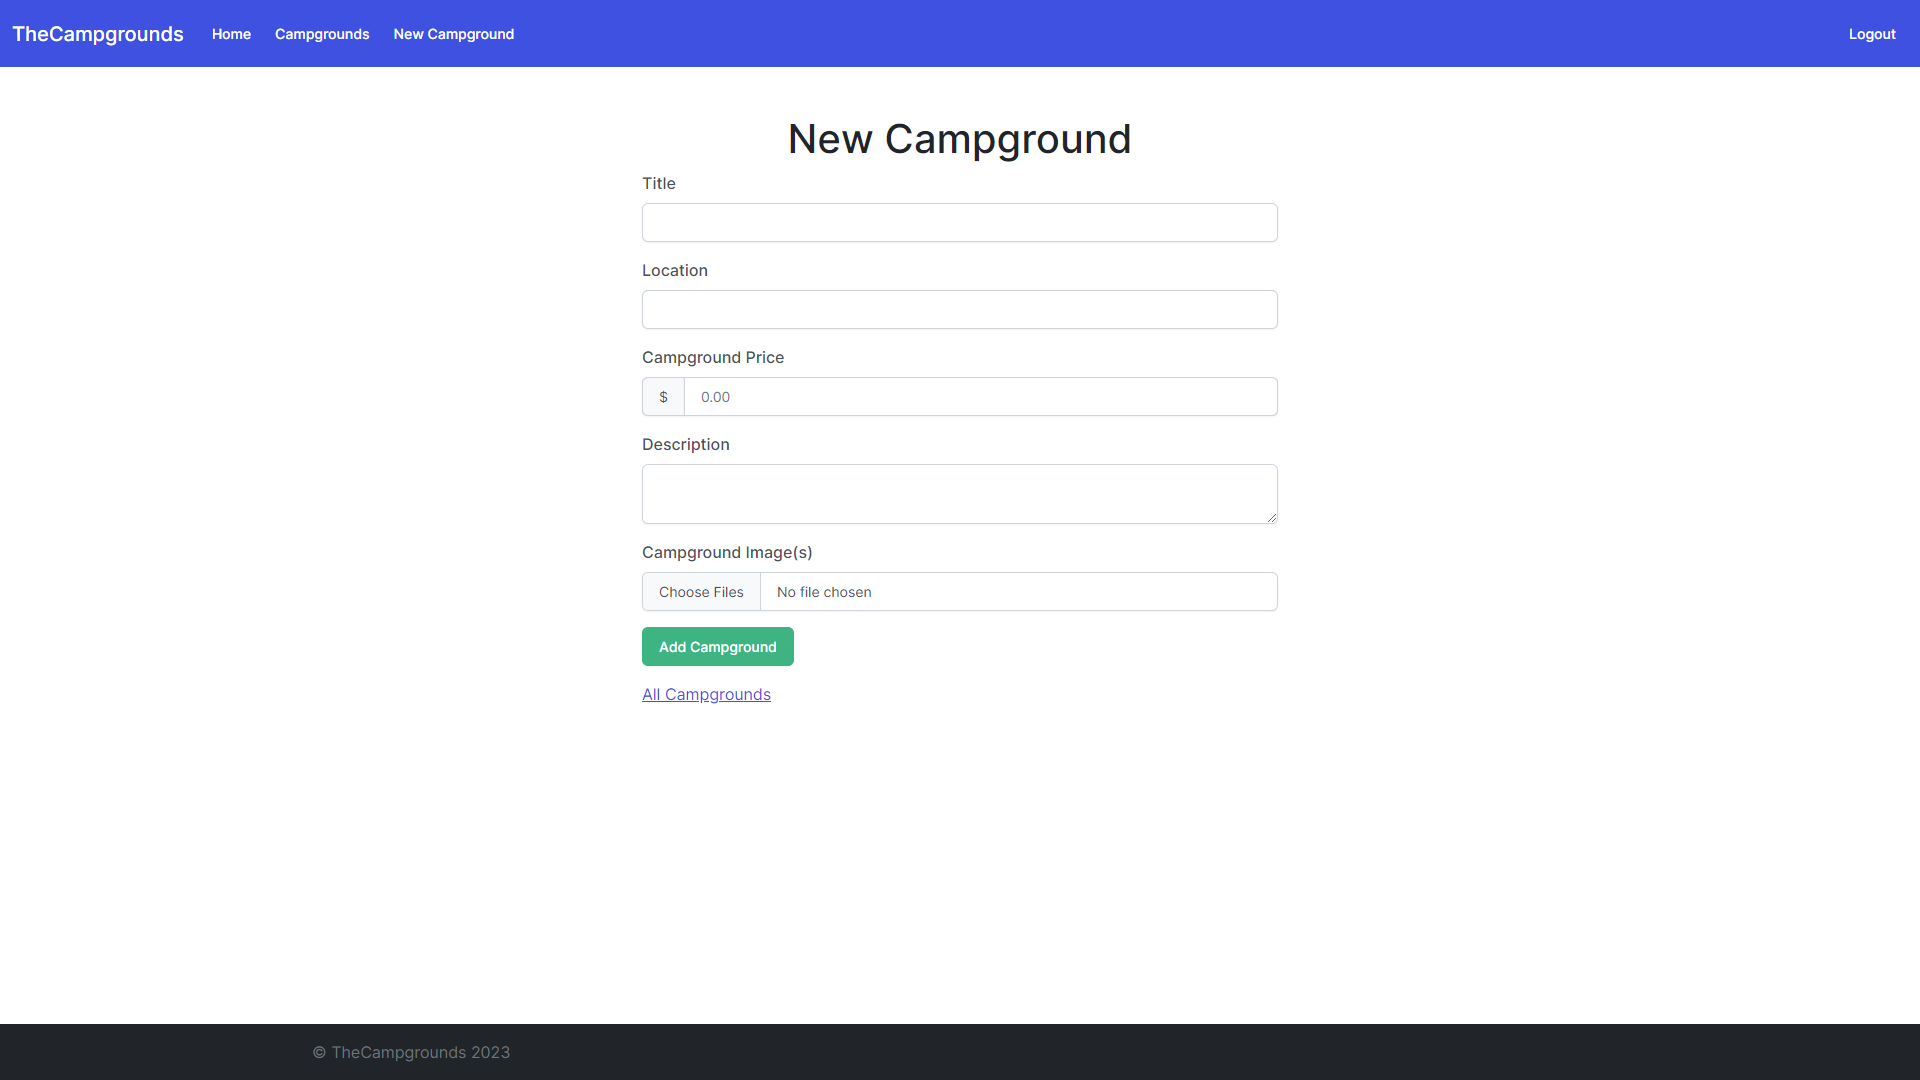 TheCampgrounds Home Campgrounds New Campground Logout
New Campground
Title
Location
Campground Price
$ 0.00
Description
Campground Image(s)
Choose Files No file chosen
Add Campground
All Campgrounds
© TheCampgrounds 2023